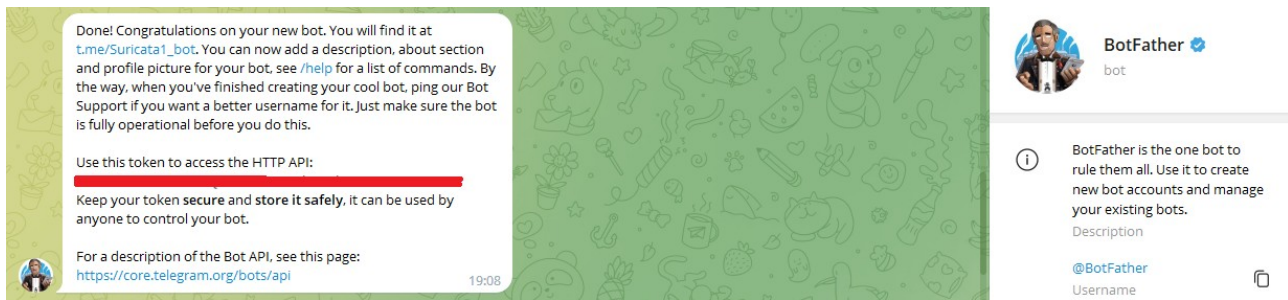 Done! Congratulations on your new bot. You will find it at
t.me/Suricata1_bot. You can now add a description, about section
and profile picture for your bot, see /help for a list of commands. By
the way, when you've finished creating your cool bot, ping our Bot
Support if you want a better username for it. Just make sure the bot
is fully operational before you do this.
Use this token to access the HTTP API:
Keep your token secure and store it safely, it can be used by
anyone to control your bot.
For a description of the Bot API, see this page:
https://core.telegram.org/bots/api
19:08
BotFather
bot
BotFather is the one bot to
rule them all. Use it to create
new bot accounts and manage
your existing bots.
Description
@BotFather
Username